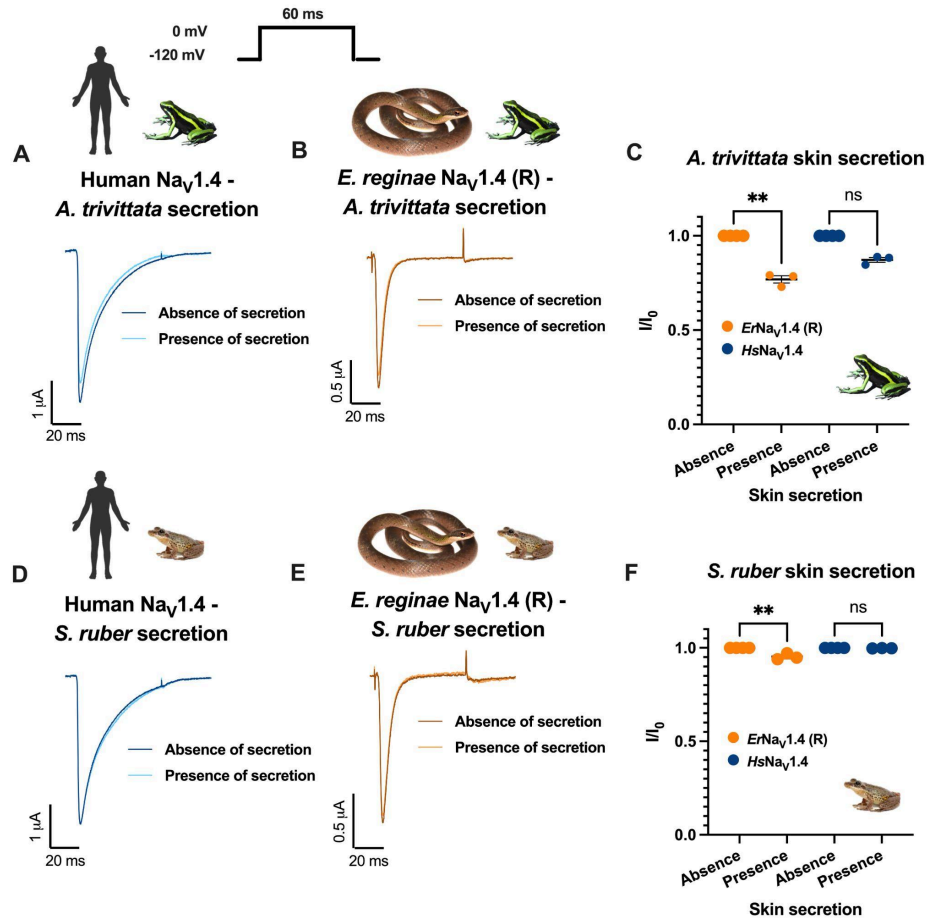 60 ms
0 mV
-120 mV
A
Human NaV1.4 -
A. trivittata secretion
Absence of secretion
Presence of secretion
1 µA
20 ms
B
E. reginae NaV1.4 (R) -
A. trivittata secretion
Absence of secretion
Presence of secretion
0.5 µA
20 ms
C
A. trivittata skin secretion
**
ns
1.0
0.5
0.0
I/I0
ErNaV1.4 (R)
HsNaV1.4
Absence
Presence
Absence
Presence
Skin secretion
D
Human NaV1.4 -
S. ruber secretion
Absence of secretion
Presence of secretion
1 µA
20 ms
E
E. reginae NaV1.4 (R) -
S. ruber secretion
Absence of secretion
Presence of secretion
0.5 µA
20 ms
F
S. ruber skin secretion
**
ns
1.0
0.5
0.0
I/I0
ErNaV1.4 (R)
HsNaV1.4
Absence
Presence
Absence
Presence
Skin secretion